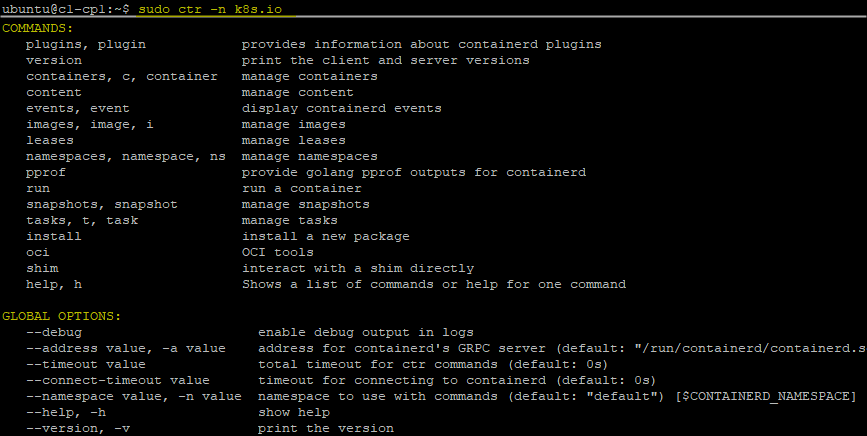 ubuntu@cl-cp1:~$ sudo ctr -n k8s.io
COMMANDS:
plugins, plugin provides information about containerd plugins
version print the client and server versions
containers, c, container manage containers
content manage content
events, event display containerd events
images, image, i manage images
leases manage leases
namespaces, namespace, ns manage namespaces
pprof provide golang pprof outputs for containerd
run run a container
snapshots, snapshot manage snapshots
tasks, t, task manage tasks
install install a new package
oci OCI tools
shim interact with a shim directly
help, h Shows a list of commands or help for one command
GLOBAL OPTIONS:
--debug enable debug output in logs
--address value, -a value address for containerd's GRPC server (default: "/run/containerd/containerd.s
--timeout value total timeout for ctr commands (default: 0s)
--connect-timeout value timeout for connecting to containerd (default: 0s)
--namespace value, -n value namespace to use with commands (default: "default") [$CONTAINERD_NAMESPACE]
--help, -h show help
--version, -v print the version